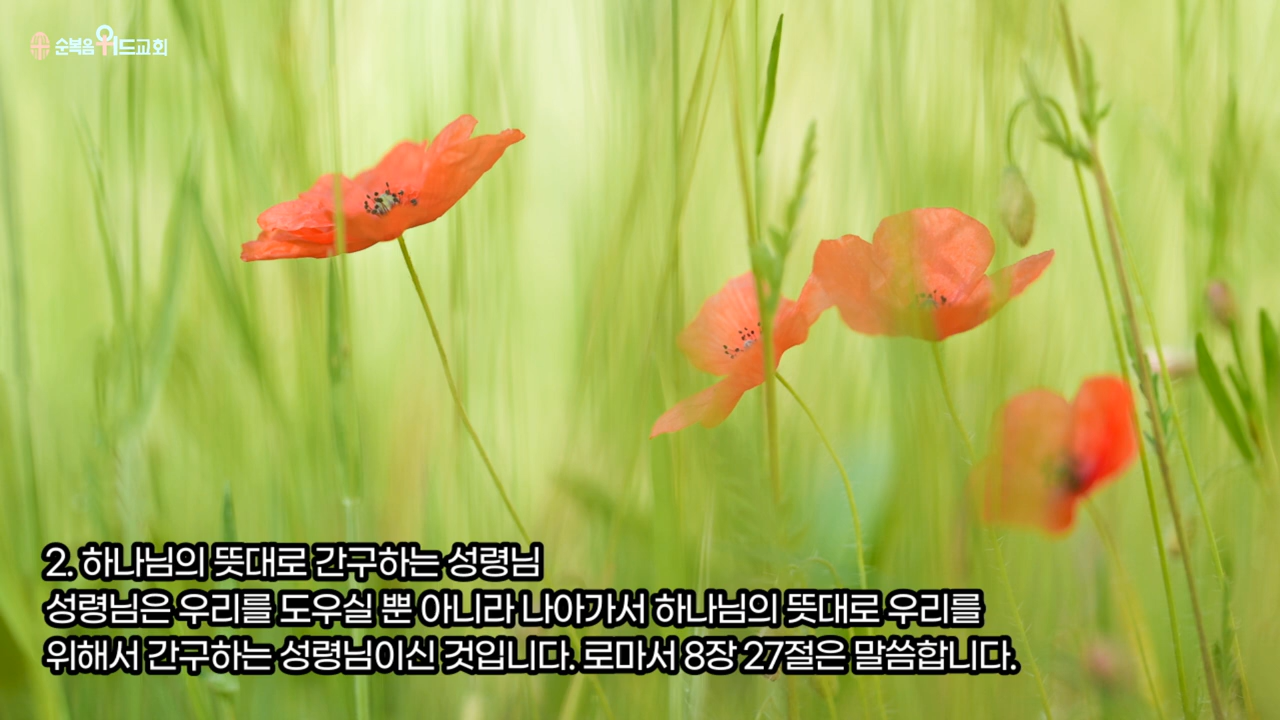 순복음위드교회
2. 하나님의 뜻대로 간구하는 성령님
성령님은 우리를 도우실 뿐 아니라 나아가서 하나님의 뜻대로 우리를
위해서 간구하는 성령님이신 것입니다. 로마서 8장 27절은 말씀합니다.